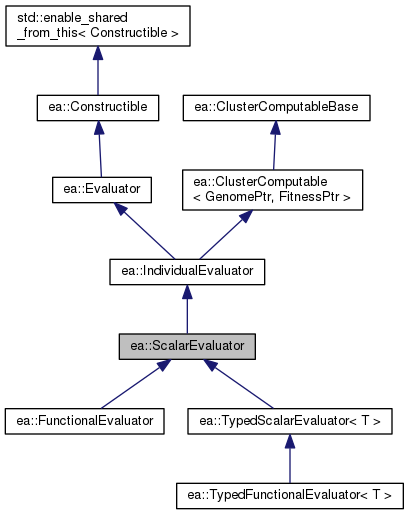 std::enable_shared
_from_this< Constructible >
ea::Constructible
ea::ClusterComputableBase
ea::Evaluator
ea::ClusterComputable
< GenomePtr, FitnessPtr >
ea::IndividualEvaluator
ea::ScalarEvaluator
ea::FunctionalEvaluator
ea::TypedScalarEvaluator< T >
ea::TypedFunctionalEvaluator< T >